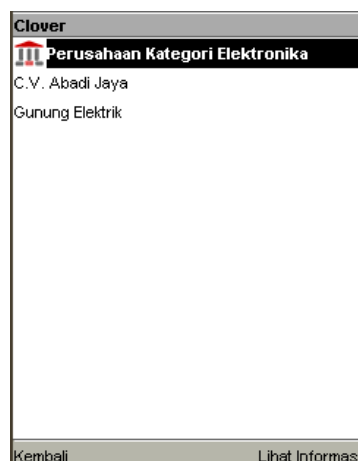 Clover
Perusahaan Kategori Elektronika
C.V. Abadi Jaya
Gunung Elektrik
Kembali Lihat Informas